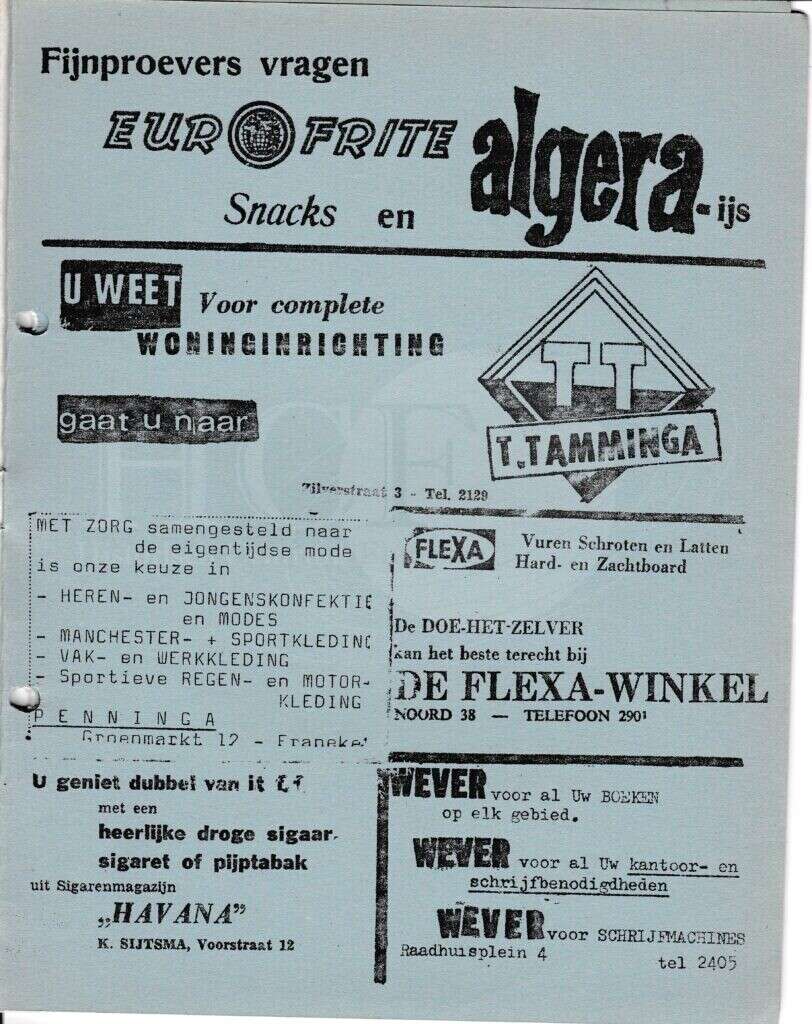 Fijnproevers vragen
EUROFRITE algera-ijs
Snacks en
U WEET Voor complete
WONINGINRICHTING
gaat u naar
TT
T.TAMMINGA
Zilverstraat 3 - Tel. 2129
MET ZORG samengesteld naar
de eigentijdse mode
is onze keuze in
- HEREN- en JONGENSKONFEKTIE
en MODES
- MANCHESTER- + SPORTKLEDING
- VAK- en WERKKLEDING
- Sportieve REGEN- en MOTOR-
KLEDING
PENNINGA
Groenmarkt 12 - Franeker
FLEXA
Vuren Schroten en Latten
Hard- en Zachtboard
De DOE-HET-ZELVER
kan het beste terecht bij
DE FLEXA-WINKEL
NOORD 38 — TELEFOON 2901
U geniet dubbel van it
met een
heerlijke droge sigaar,
sigaret of pijptabak
uit Sigarenmagazijn
„HAVANA”
K. SIJTSMA, Voorstraat 12
WEVER voor al Uw BOEKEN
op elk gebied.
WEVER voor al Uw kantoor- en
schrijfbenodigdheden
WEVER voor SCHRIJFMACHINES
Raadhuisplein 4
tel 2405